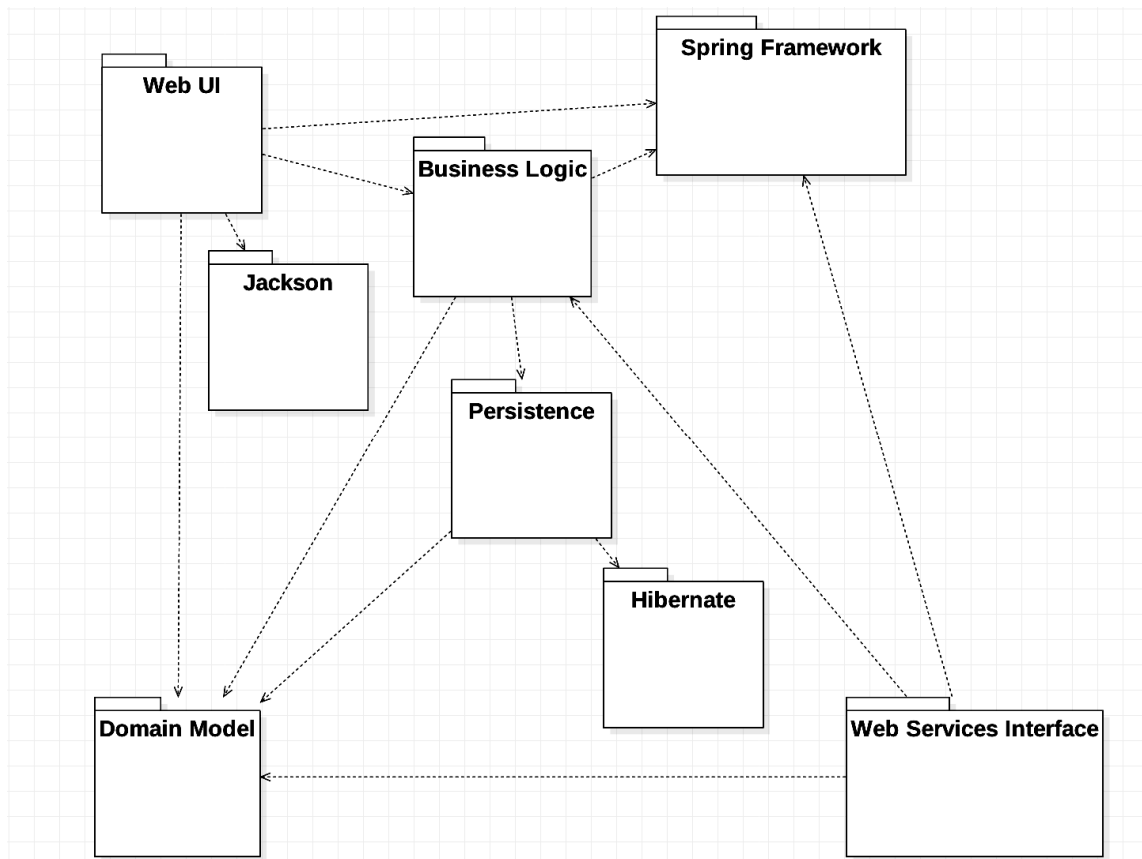 Spring Framework
Web UI
Business Logic
Jackson
Persistence
Hibernate
Domain Model
Web Services Interface